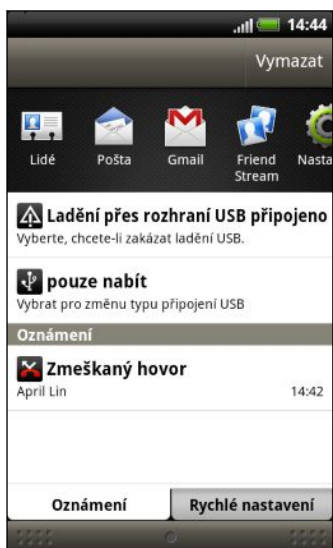 14:44
Vymazat
Lidé Pošta Gmail Friend Stream Nasta
Ladění přes rozhraní USB připojeno
Vyberte, chcete-li zakázat ladění USB.
pouze nabít
Vybrat pro změnu typu připojení USB
Oznámení
Zmeškaný hovor
April Lin 14:42
Oznámení Rychlé nastavení